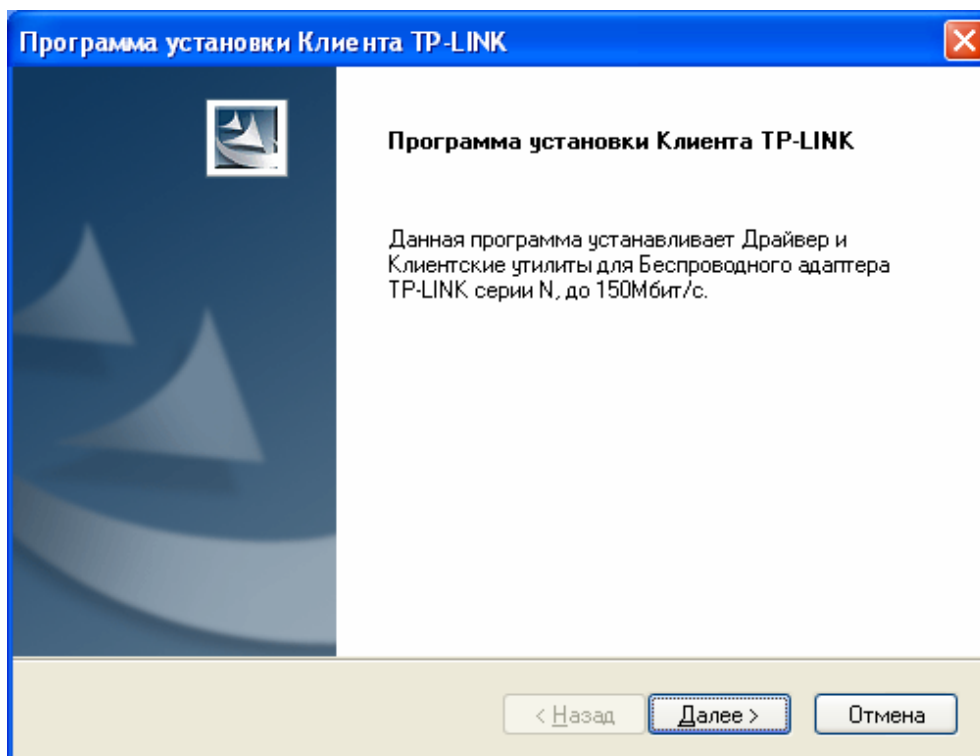 Программа установки Клиента TP-LINK
Программа установки Клиента TP-LINK
Данная программа устанавливает Драйвер и
Клиентские утилиты для Беспроводного адаптера
TP-LINK серии N, до 150Мбит/с.
< Назад
Далее >
Отмена